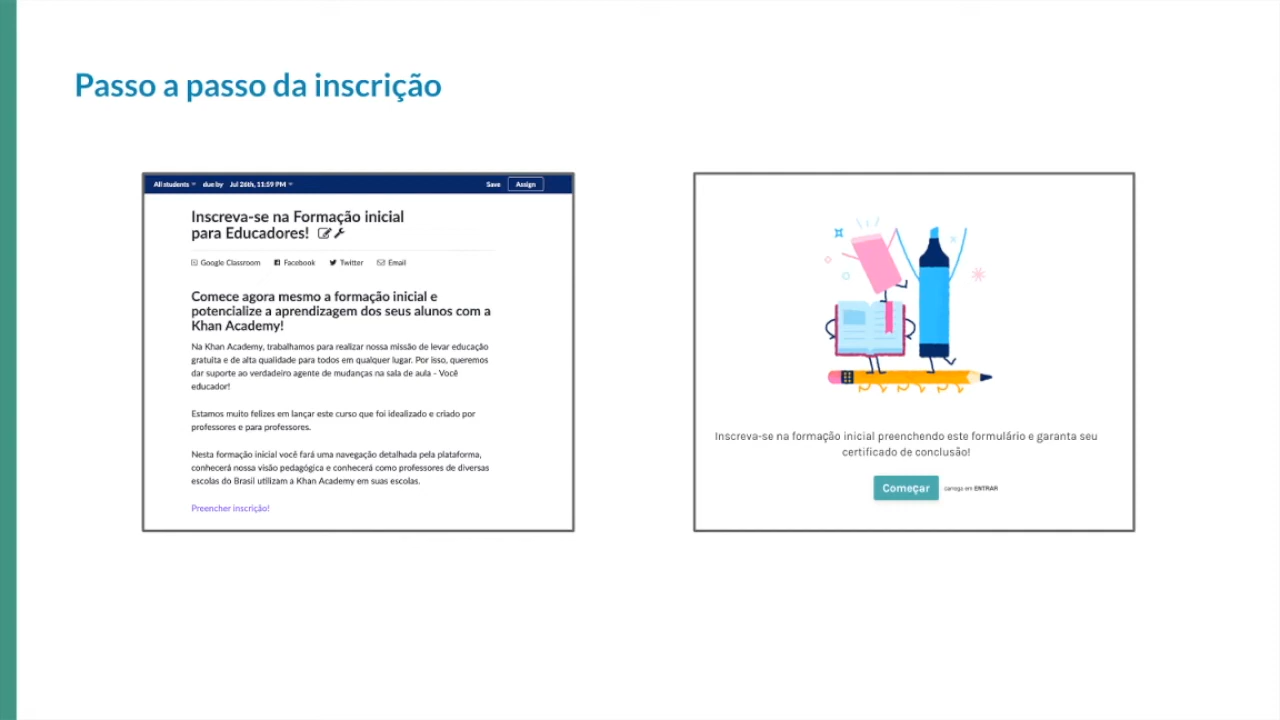 Passo a passo da inscrição
All students due by Jul 26th, 11:59 PM Save Assign
Inscreva-se na Formação inicial
para Educadores!
Google Classroom Facebook Twitter Email
Comece agora mesmo a formação inicial e
potencialize a aprendizagem dos seus alunos com a
Khan Academy!
Na Khan Academy, trabalhamos para realizar nossa missão de levar educação
gratuita e de alta qualidade para todos em qualquer lugar. Por isso, queremos
dar suporte ao verdadeiro agente de mudanças na sala de aula - Você
educador!
Estamos muito felizes em lançar este curso que foi idealizado e criado por
professores e para professores.
Nesta formação inicial você fará uma navegação detalhada pela plataforma,
conhecerá nossa visão pedagógica e conhecerá como professores de diversas
escolas do Brasil utilizam a Khan Academy em suas escolas.
Preencher inscrição!
Inscreva-se na formação inicial preenchendo este formulário e garanta seu
certificado de conclusão!
Começar carrega em ENTRAR